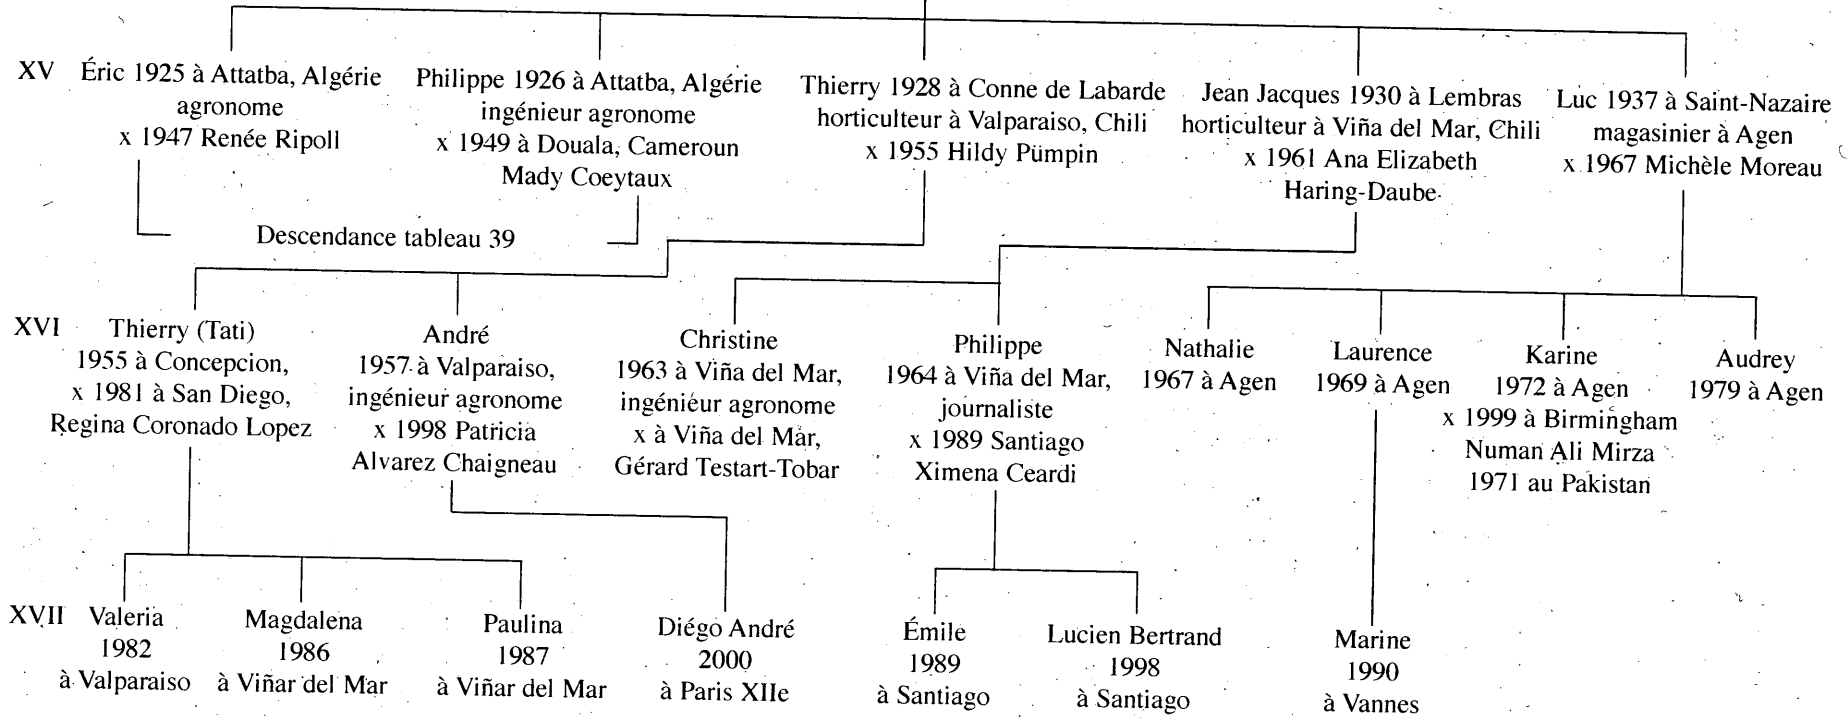 XV
Éric 1925 à Attatba, Algérie
agronome
x 1947 Renée Ripoll
Philippe 1926 à Attatba, Algérie
ingénieur agronome
x 1949 à Douala, Cameroun
Mady Coeytaux
Thierry 1928 à Conne de Labarde
horticulteur à Valparaiso, Chili
x 1955 Hildy Pumpin
Jean Jacques 1930 à Lembras
horticulteur à Viña del Mar, Chili
x 1961 Ana Elizabeth
Haring-Daube
Luc 1937 à Saint-Nazaire
magasinier à Agen
x 1967 Michèle Moreau
Descendance tableau 39
XVI
Thierry (Tati)
1955 à Concepcion,
x 1981 à San Diego,
Regina Coronado Lopez
André
1957 à Valparaiso,
ingénieur agronome
x 1998 Patricia
Alvarez Chaigneau
Christine
1963 à Viña del Mar,
ingénieur agronome
x à Viña del Mar,
Gérard Testart-Tobar
Philippe
1964 à Viña del Mar,
journaliste
x 1989 Santiago
Ximena Ceardi
Nathalie
1967 à Agen
Laurence
1969 à Agen
Karine
1972 à Agen
x 1999 à Birmingham
Numan Ali Mirza
1971 au Pakistan
Audrey
1979 à Agen
XVII
Valeria
1982
à Valparaiso
Magdalena
1986
à Viñar del Mar
Paulina
1987
à Viñar del Mar
Diégo André
2000
à Paris XIIe
Émile
1989
à Santiago
Lucien Bertrand
1998
à Santiago
Marine
1990
à Vannes